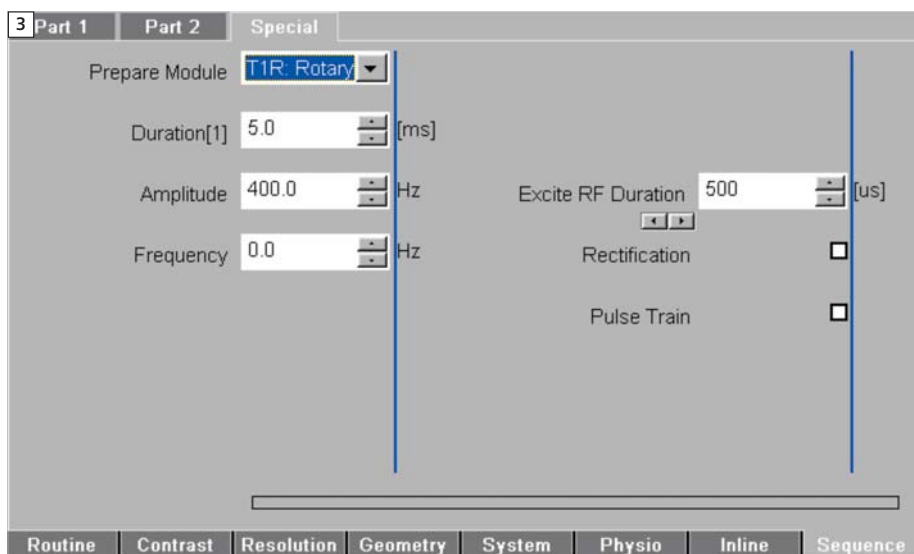 3
Part 1 Part 2 Special
Prepare Module T1R: Rotary
Duration[1] 5.0 [ms]
Amplitude 400.0 Hz Excite RF Duration 500 [us]
Frequency 0.0 Hz Rectification
Pulse Train
Routine Contrast Resolution Geometry System Physio Inline Sequence